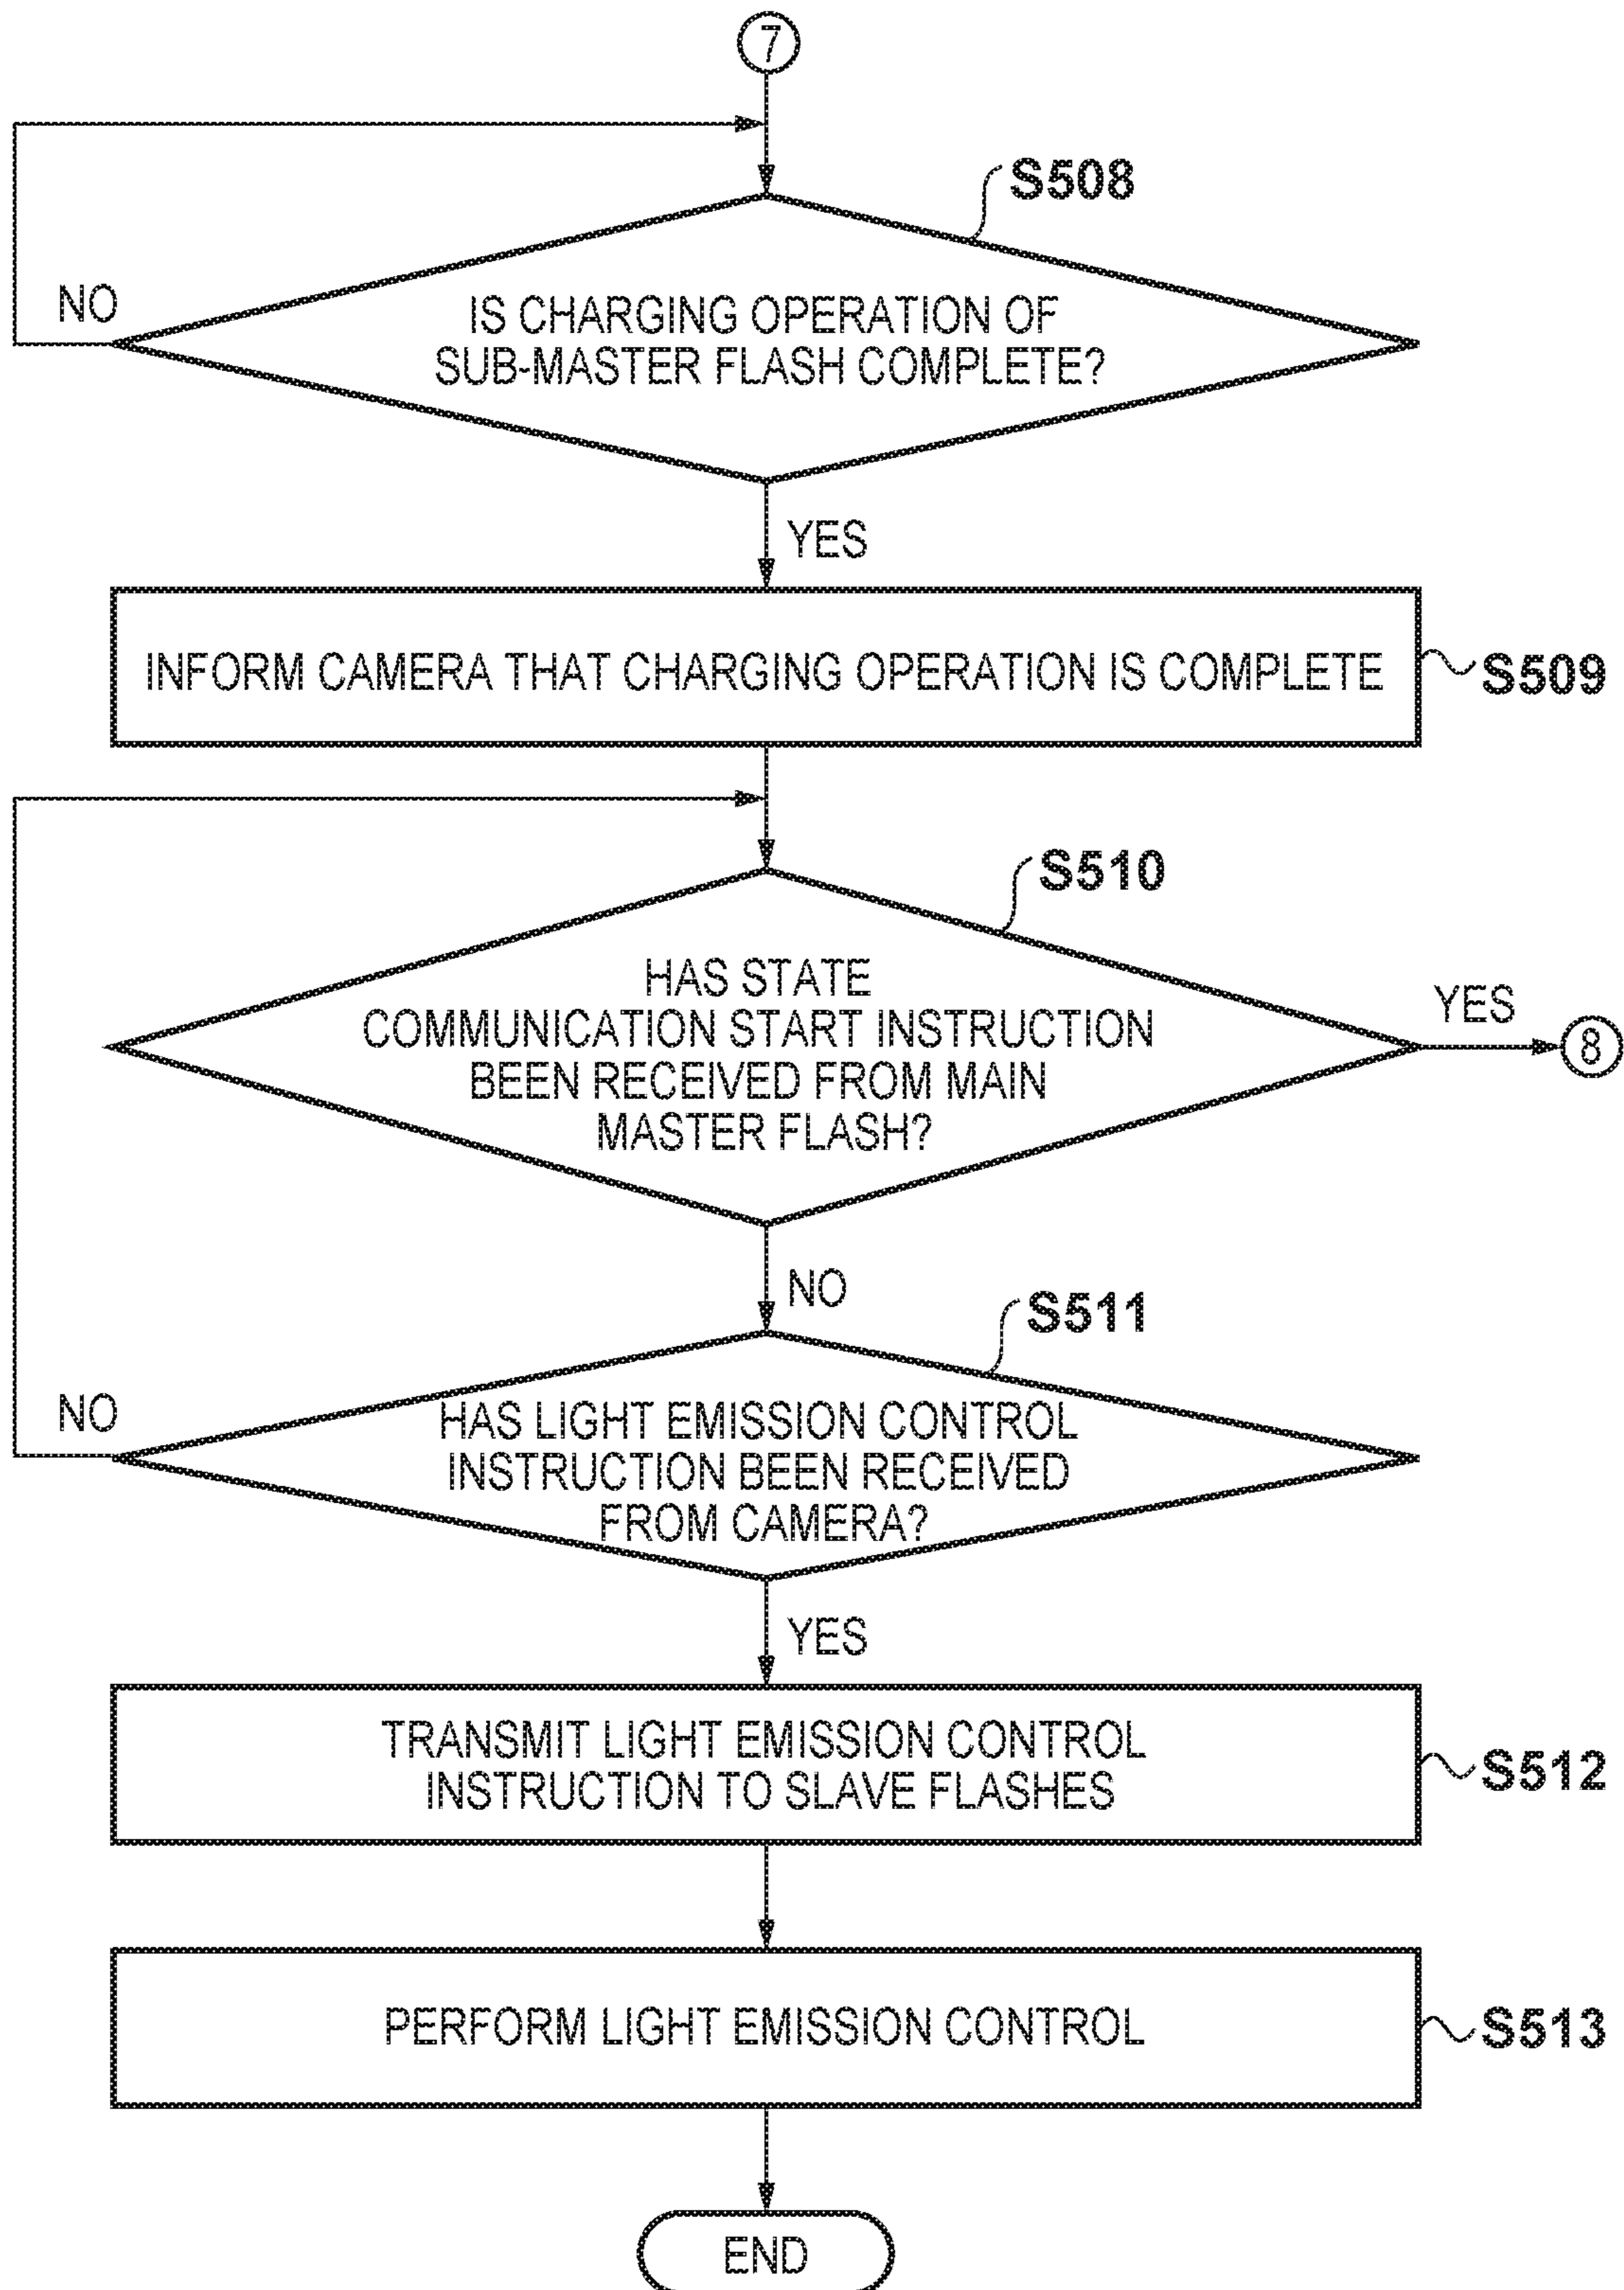 7
S508
NO
IS CHARGING OPERATION OF
SUB-MASTER FLASH COMPLETE?
YES
INFORM CAMERA THAT CHARGING OPERATION IS COMPLETE
S509
S510
HAS STATE
COMMUNICATION START INSTRUCTION
BEEN RECEIVED FROM MAIN
MASTER FLASH?
YES
8
NO
S511
NO
HAS LIGHT EMISSION CONTROL
INSTRUCTION BEEN RECEIVED
FROM CAMERA?
YES
TRANSMIT LIGHT EMISSION CONTROL
INSTRUCTION TO SLAVE FLASHES
S512
PERFORM LIGHT EMISSION CONTROL
S513
END